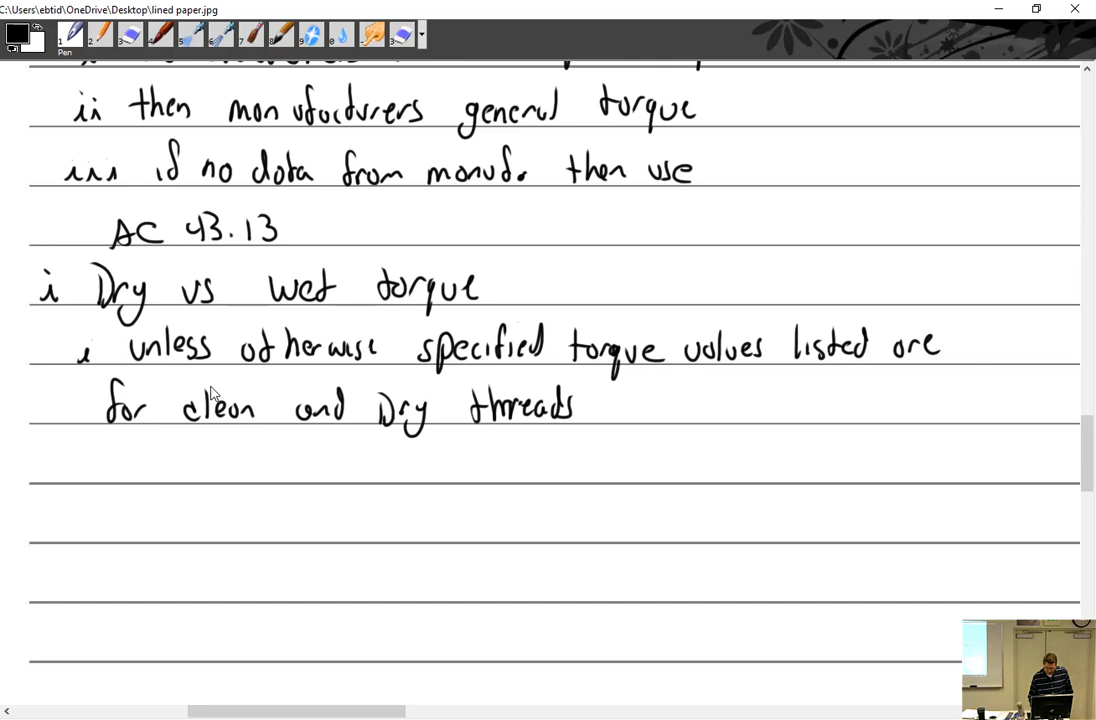 C:\Users\ebtid\OneDrive\Desktop\lined paper.jpg
Pen
ii then manufacturers general torque
iii if no data from manuf. then use
AC 43.13
i Dry vs Wet torque
i unless otherwise specified torque values listed are
for clean and Dry threads